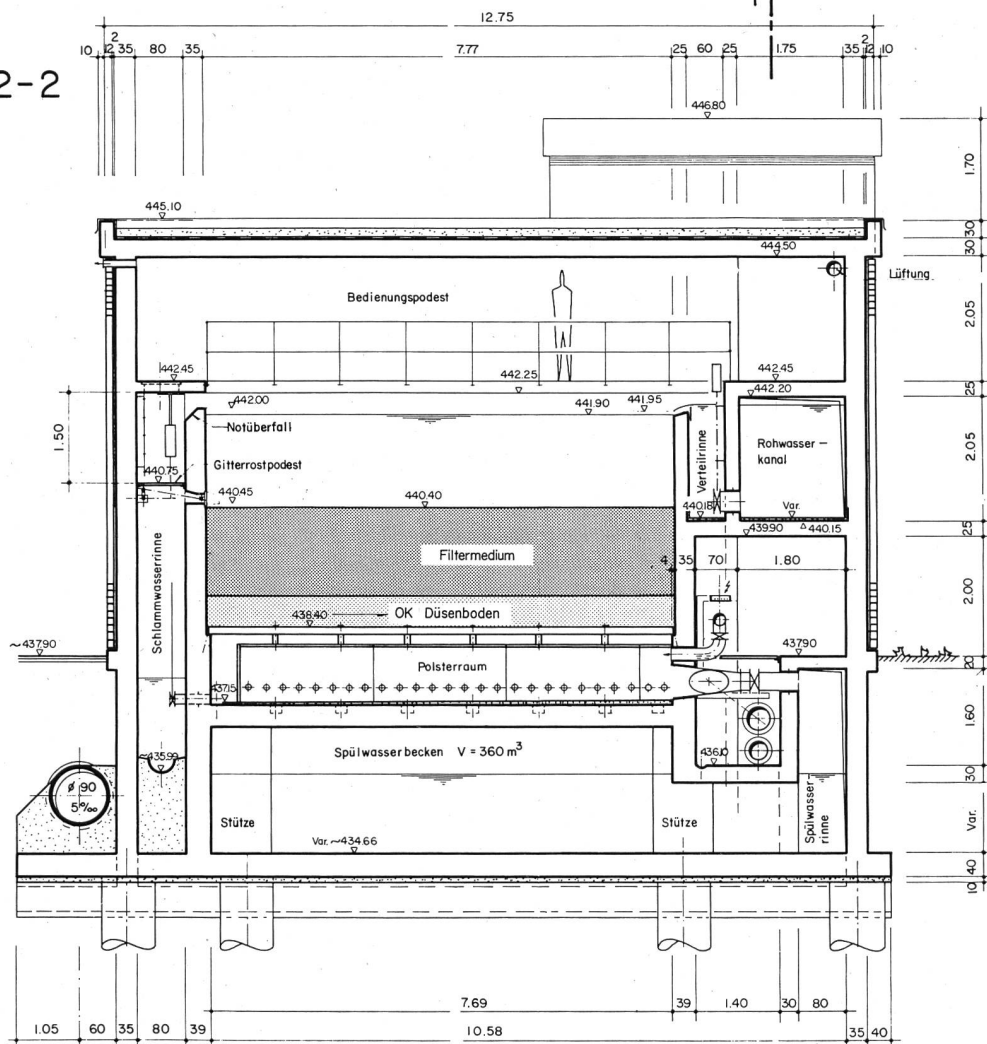 12.75
10 12 2 35 80 35 7.77 25 60 25 1.75 35 2 12 10
2-2
446.80
1.70
445.10
30
30
444.50
Lüftung
Bedienungspodest
2.05
442.45
442.25
442.45
25
442.00
441.95
442.20
441.90
Notüberfall
1.50
Verteilrinne
Rohwasser –
kanal
2.05
Gitterrostpodest
440.75
440.45
440.40
440.18
Var.
440.15
439.90
25
Schlammwasserrinne
Filtermedium
4 35 70 1.80
2.00
438.40
OK Düsenboden
~437.90
437.90
20
Polsterraum
437.15
1.60
Spülwasserbecken V = 360 m³
~435.99
436.10
30
Ø 90
5‰
Stütze
Stütze
Spülwasser
rinne
Var.
Var. ~434.66
40
10
7.69 39 1.40 30 80
1.05 60 35 80 39 10.58 35 40